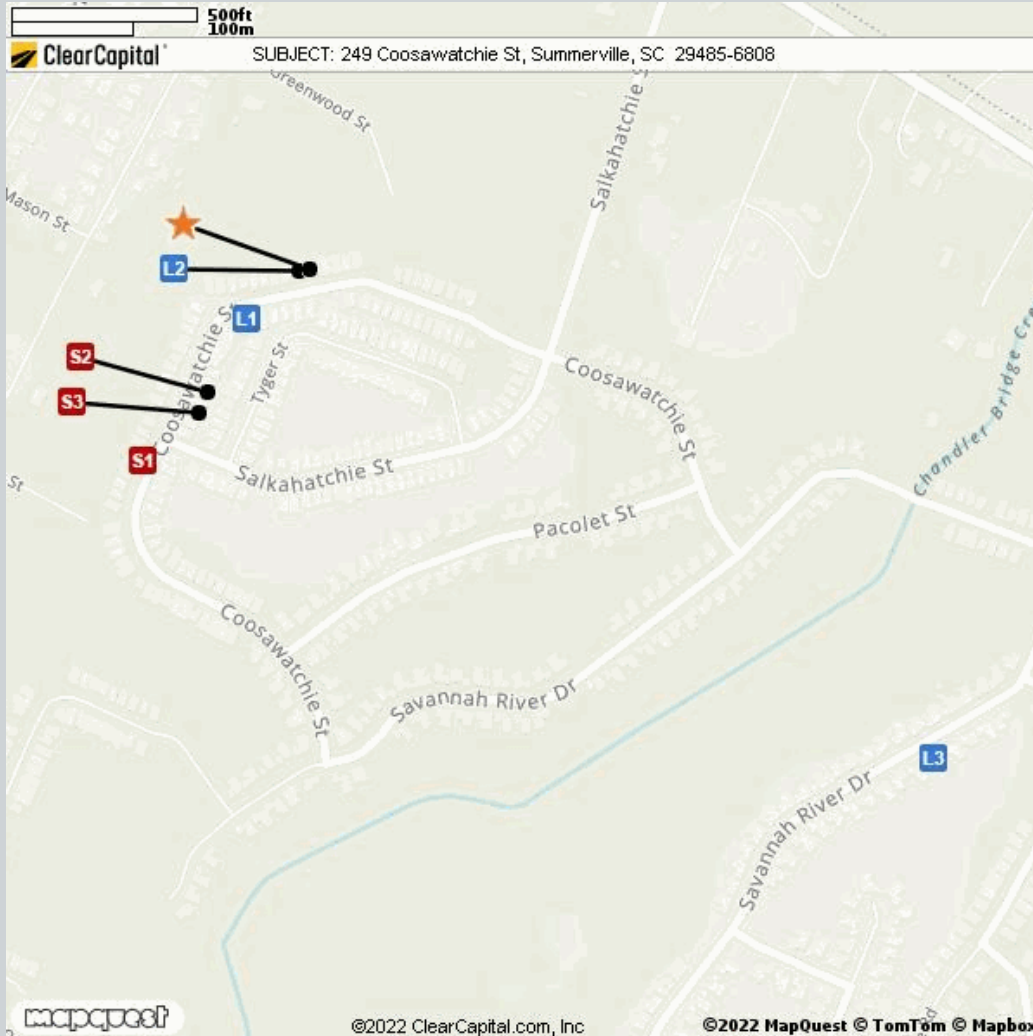 500ft
100m
ClearCapital
SUBJECT: 249 Coosawatchie St, Summerville, SC 29485-6808
Greenwood St
Salkahatchie S
Mason St
L2
L1
Coosawatchie St
S2
Tyger St
S3
Coosawatchie St
S1
Salkahatchie St
St
Chandler Bridge Cre
Pacolet St
Coosawatchie St
Savannah River Dr
L3
Savannah River Dr
mapquest
©2022 ClearCapital.com, Inc
©2022 MapQuest © TomTom © Mapbo